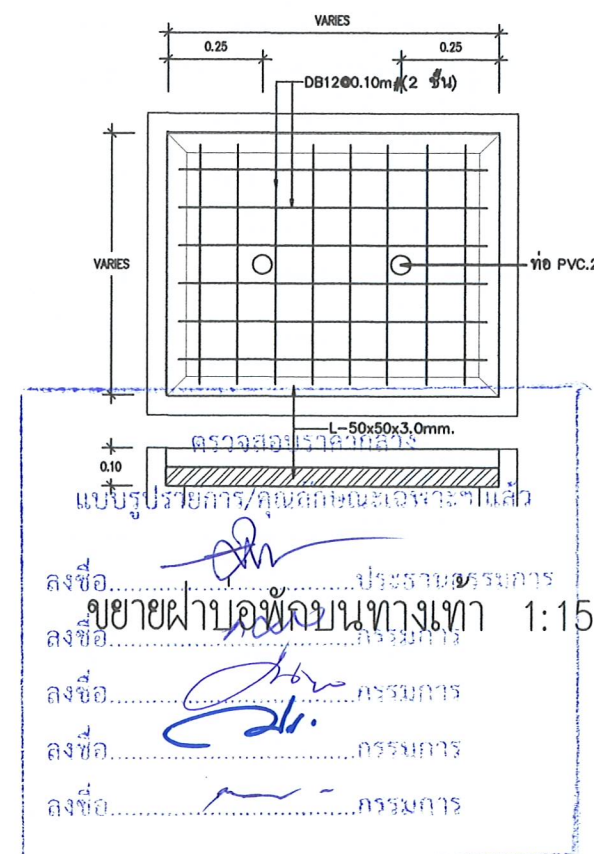 VARIES
0.25 0.25
DB12@0.10m#(2 ชั้น)
VARIES
ท่อ PVC.2
L-50x50x3.0mm.
ตรวจสอบราคากลาง
0.10
แบบรูปรายการ/คุณลักษณะเฉพาะฯ แล้ว
ลงชื่อ ประธานกรรมการ
ขยายฝาบ่อพักบนทางเท้า 1:15
ลงชื่อ กรรมการ
ลงชื่อ กรรมการ
ลงชื่อ กรรมการ
ลงชื่อ กรรมการ